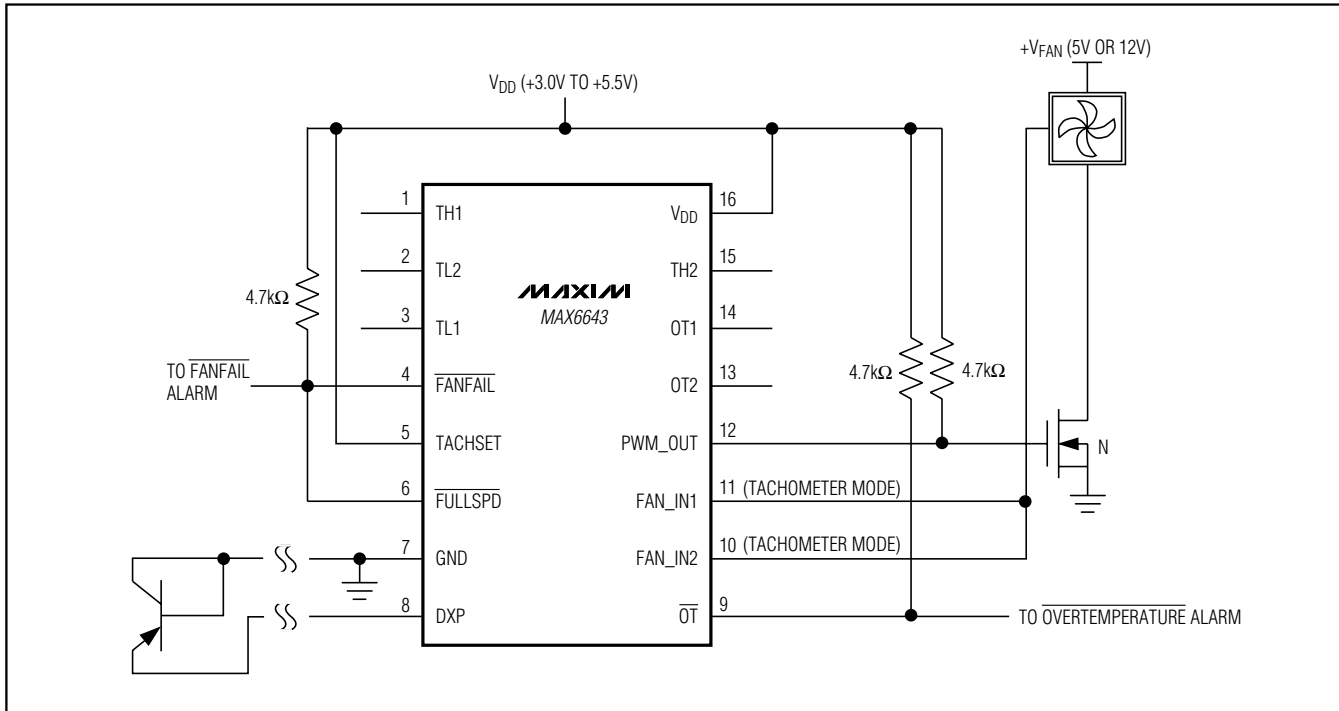 +VFAN (5V OR 12V)
VDD (+3.0V TO +5.5V)
1
TH1
VDD
16
2
TL2
TH2
15
4.7kΩ
MAXIM
MAX6643
3
TL1
OT1
14
TO FANFAIL
ALARM
4
FANFAIL
OT2
13
4.7kΩ
4.7kΩ
5
TACHSET
PWM_OUT
12
N
6
FULLSPD
FAN_IN1
11 (TACHOMETER MODE)
7
GND
FAN_IN2
10 (TACHOMETER MODE)
8
DXP
OT
9
TO OVERTEMPERATURE ALARM